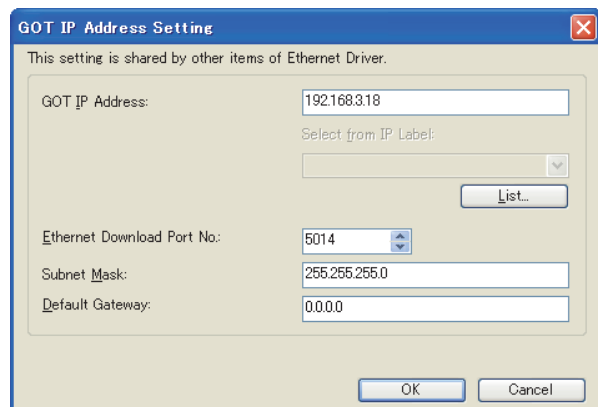 GOT IP Address Setting
This setting is shared by other items of Ethernet Driver.
GOT IP Address: 192.168.3.18
Select from IP Label:
List...
Ethernet Download Port No.: 5014
Subnet Mask: 255.255.255.0
Default Gateway: 0.0.0.0
OK Cancel